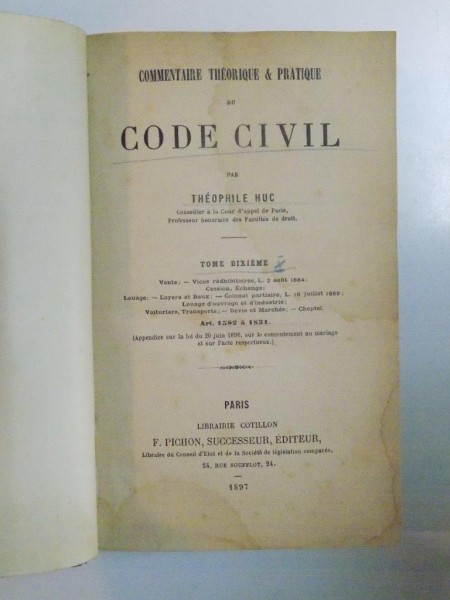 COMMENTAIRE THÉORIQUE & PRATIQUE
DU
CODE CIVIL
PAR
THÉOPHILE HUC
Conseiller à la Cour d'appel de Paris,
Professeur honoraire des Facultés de droit.
TOME DIXIÈME X
Vente; — Vices rédhibitoires, L. 2 août 1884;
Cession, Échange;
Louage; — Loyers et Baux; — Colonat partiaire, L. 18 juillet 1889;
Louage d'ouvrage et d'industrie;
Voituriers, Transports; — Devis et Marchés; — Cheptel.
Art. 1582 à 1831.
[Appendice sur la loi du 20 juin 1896, sur le consentement au mariage
et sur l'acte respectueux.]
PARIS
LIBRAIRIE COTILLON
F. PICHON, SUCCESSEUR, ÉDITEUR,
Libraire du Conseil d'État et de la Société de législation comparée,
24, RUE SOUFFLOT, 24.
1897